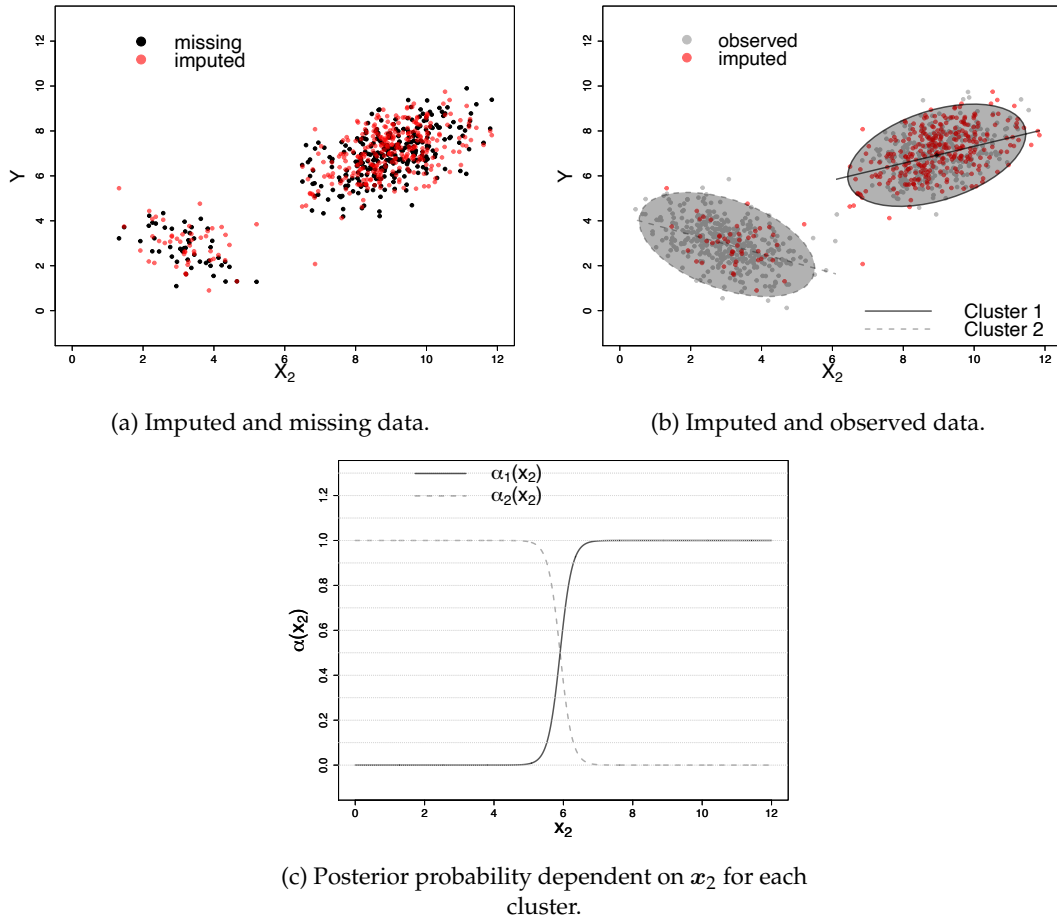 missing
imputed
Y
0 2 4 6 8 10 12
0 2 4 6 8 10 12
X2
(a) Imputed and missing data.
observed
imputed
Y
0 2 4 6 8 10 12
Cluster 1
Cluster 2
0 2 4 6 8 10 12
X2
(b) Imputed and observed data.
α1(x2)
α2(x2)
α(x2)
0.0 0.2 0.4 0.6 0.8 1.0 1.2
0 2 4 6 8 10 12
x2
(c) Posterior probability dependent on x2 for each
cluster.